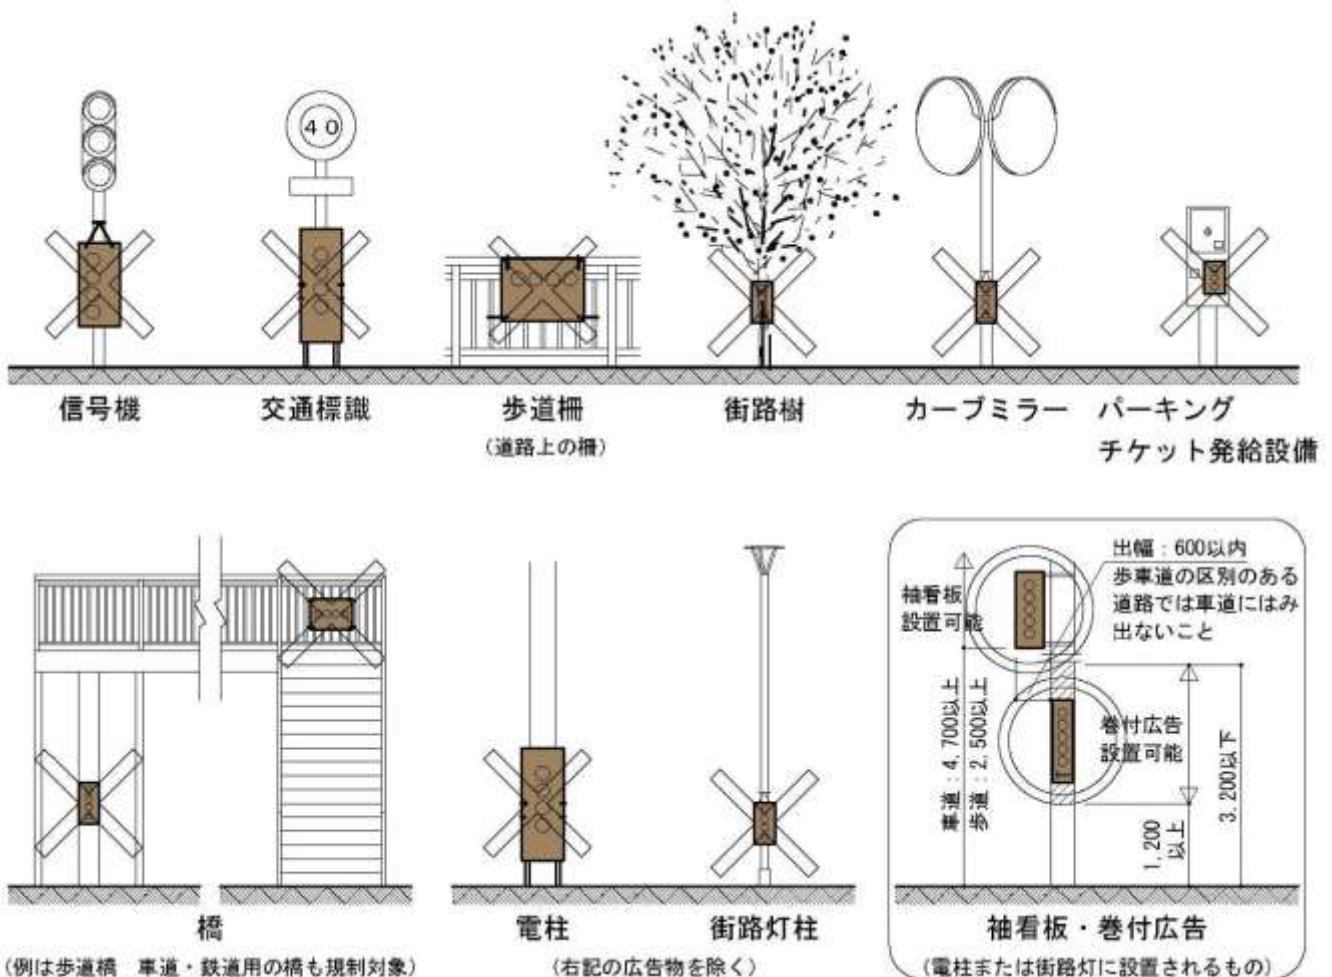 40
信号機
交通標識
歩道柵
(道路上の柵)
街路樹
カーブミラー
パーキング
チケット発給設備
橋
(例は歩道橋 車道・鉄道用の橋も規制対象)
電柱
街路灯柱
(右記の広告物を除く)
出幅：600以内
歩車道の区別のある
道路では車道にはみ
出ないこと
袖看板
設置可能
車道：4,700以上
歩道：2,500以上
巻付広告
設置可能
1,200
以上
3,200以下
袖看板・巻付広告
(電柱または街路灯に設置されるもの)